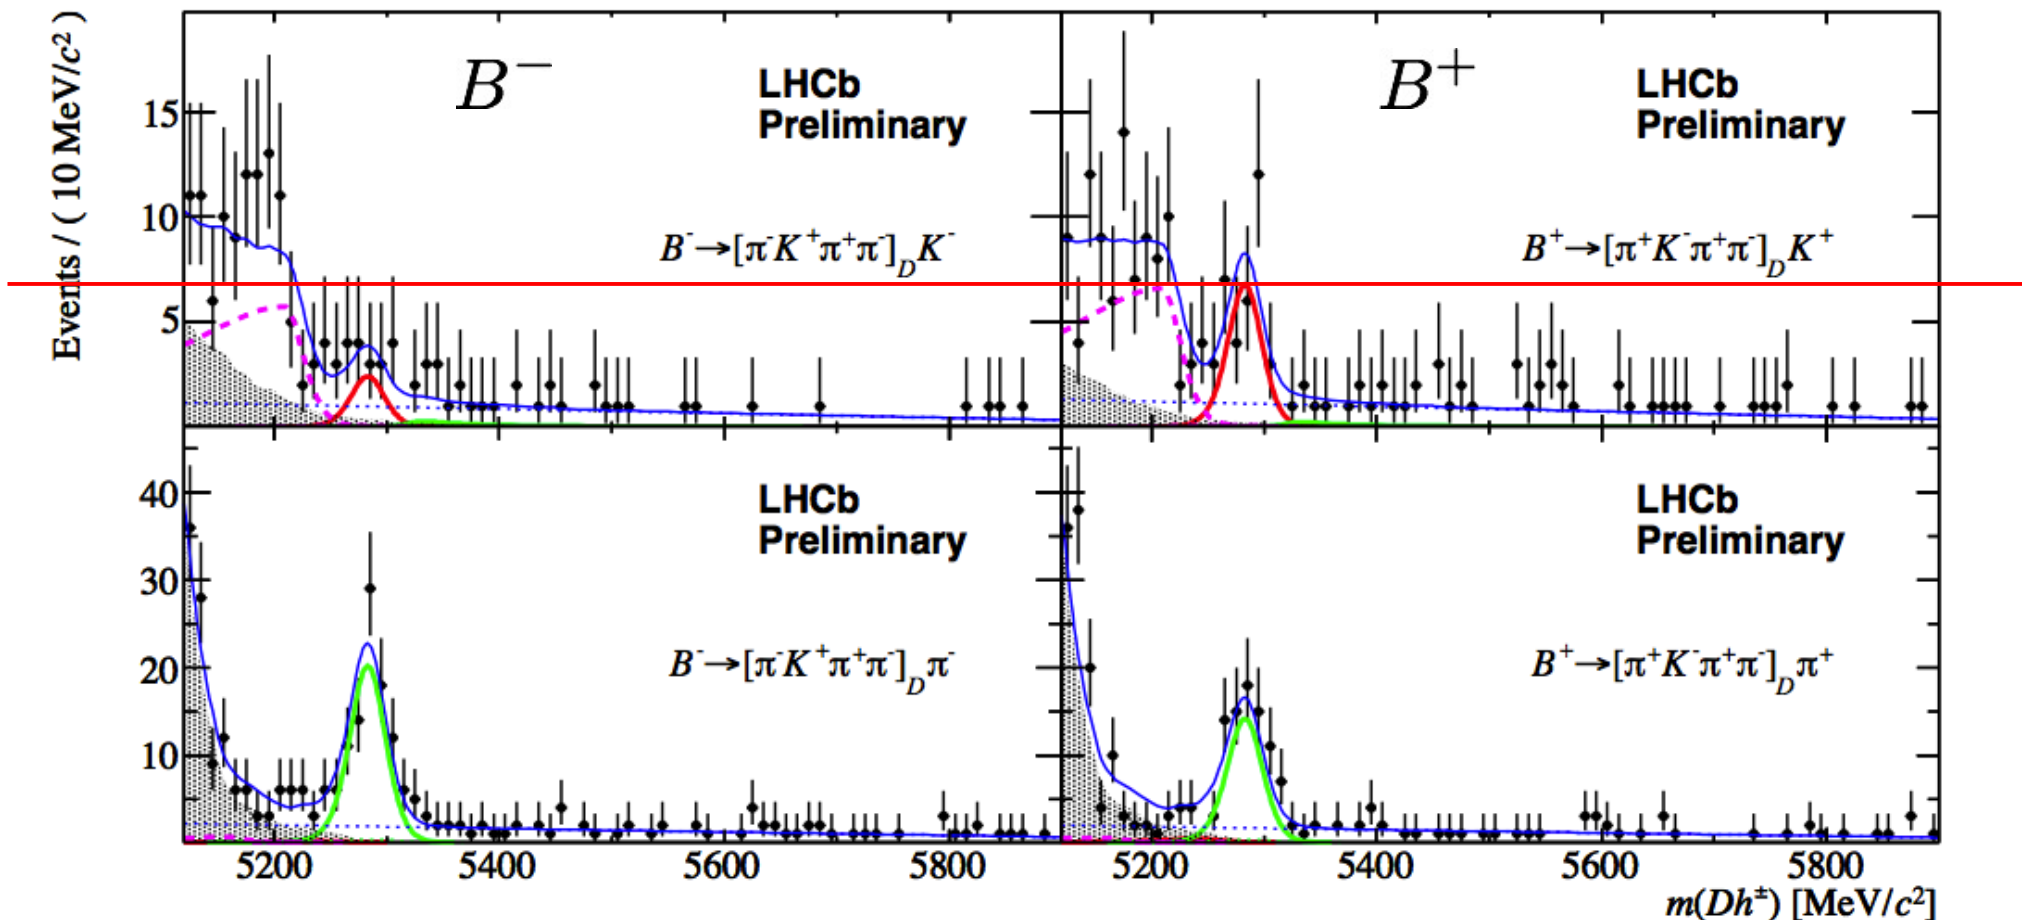 Events / ( 10 MeV/c²)
B⁻
LHCb
Preliminary
B⁻→[π⁻K⁺π⁺π⁻]_D K⁻
15
10
5
B⁺
LHCb
Preliminary
B⁺→[π⁺K⁻π⁺π⁻]_D K⁺
LHCb
Preliminary
B⁻→[π⁻K⁺π⁺π⁻]_D π⁻
40
30
20
10
LHCb
Preliminary
B⁺→[π⁺K⁻π⁺π⁻]_D π⁺
5200 5400 5600 5800 5200 5400 5600 5800
m(Dh±) [MeV/c²]